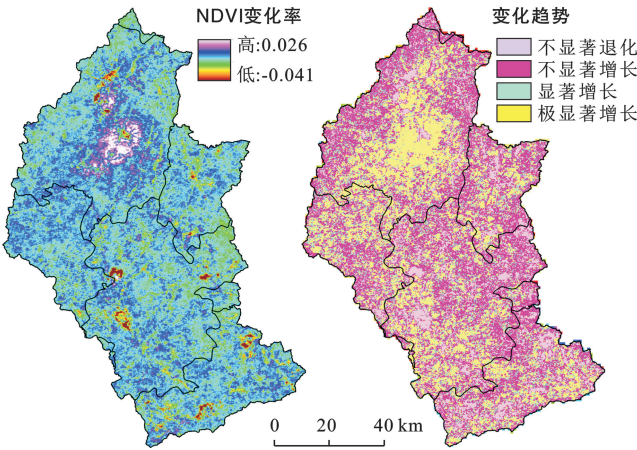 NDVI变化率
高:0.026
低:-0.041
变化趋势
不显著退化
不显著增长
显著增长
极显著增长
0 20 40 km